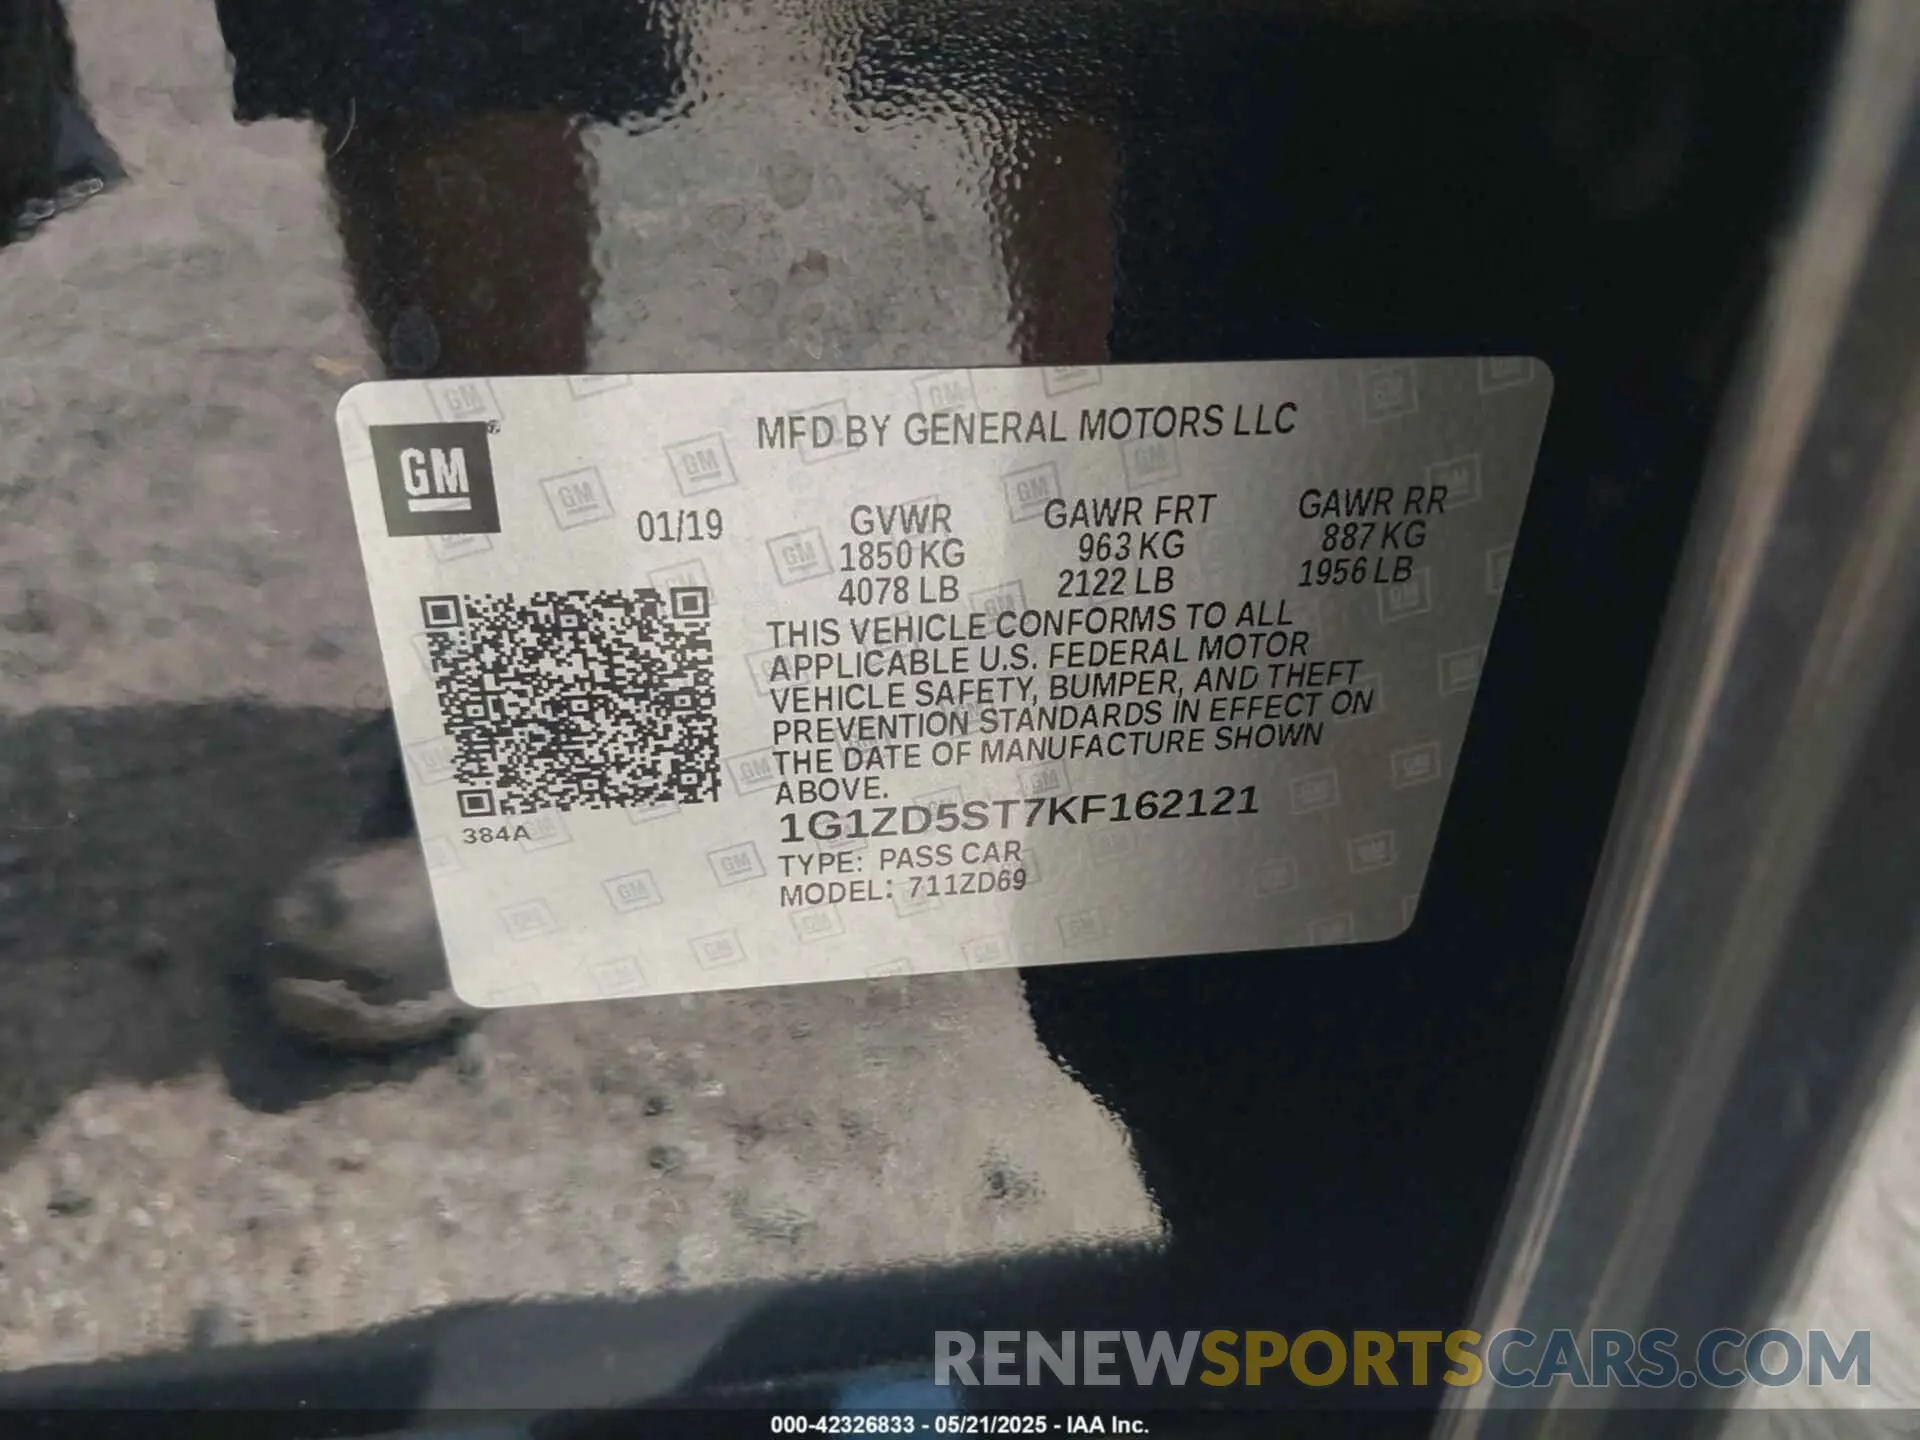 GM
MFD BY GENERAL MOTORS LLC
01/19
GVWR GAWR FRT GAWR RR
1850 KG 963 KG 887 KG
4078 LB 2122 LB 1956 LB
THIS VEHICLE CONFORMS TO ALL
APPLICABLE U.S. FEDERAL MOTOR
VEHICLE SAFETY, BUMPER, AND THEFT
PREVENTION STANDARDS IN EFFECT ON
THE DATE OF MANUFACTURE SHOWN
ABOVE.
384A
1G1ZD5ST7KF162121
TYPE: PASS CAR
MODEL: 711ZD69
RENEWSPORTSCARS.COM
000-42326833 - 05/21/2025 - IAA Inc.